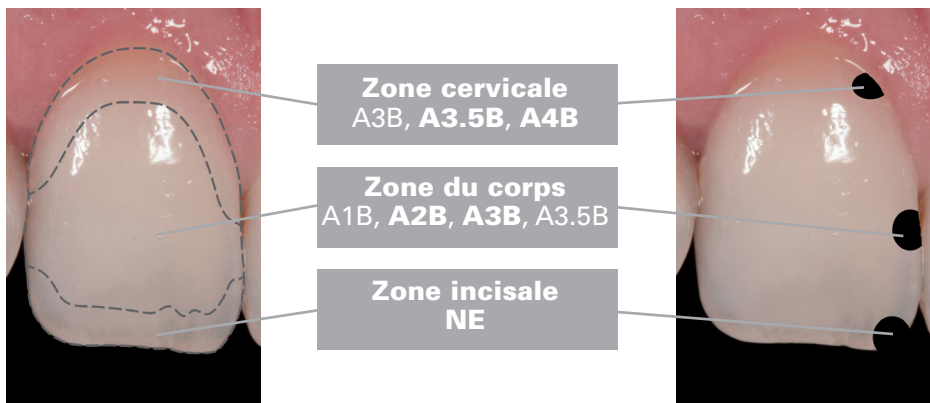 Zone cervicale
A3B, A3.5B, A4B
Zone du corps
A1B, A2B, A3B, A3.5B
Zone incisale
NE